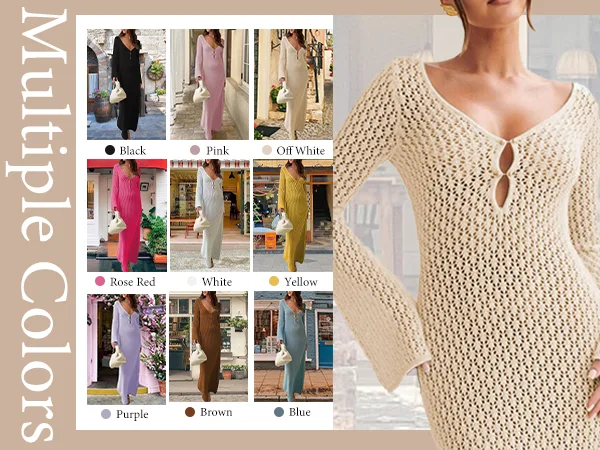 Multiple Colors
Black
Pink
Off White
Rose Red
White
Yellow
Purple
Brown
Blue